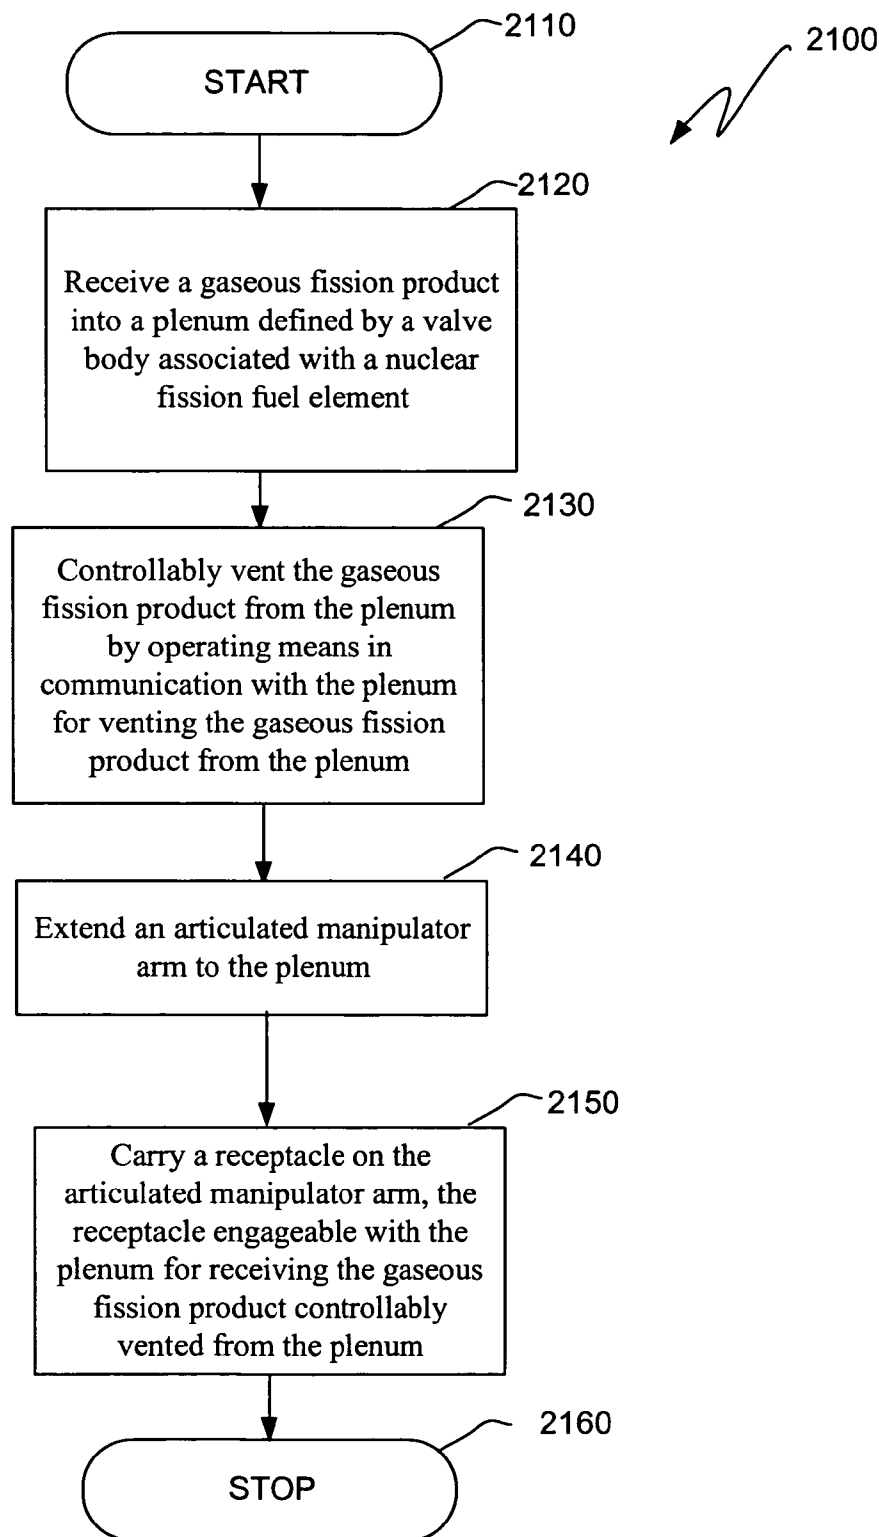 2110
2100
START
2120
Receive a gaseous fission product
into a plenum defined by a valve
body associated with a nuclear
fission fuel element
2130
Controllably vent the gaseous
fission product from the plenum
by operating means in
communication with the plenum
for venting the gaseous fission
product from the plenum
2140
Extend an articulated manipulator
arm to the plenum
2150
Carry a receptacle on the
articulated manipulator arm, the
receptacle engageable with the
plenum for receiving the gaseous
fission product controllably
vented from the plenum
2160
STOP